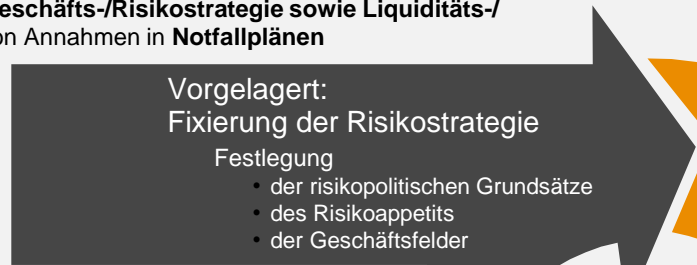 eschäfts-/Risikostrategie sowie Liquiditäts-/
on Annahmen in Notfallplänen
Vorgelagert:
Fixierung der Risikostrategie
Festlegung
• der risikopolitischen Grundsätze
• des Risikoappetits
• der Geschäftsfelder